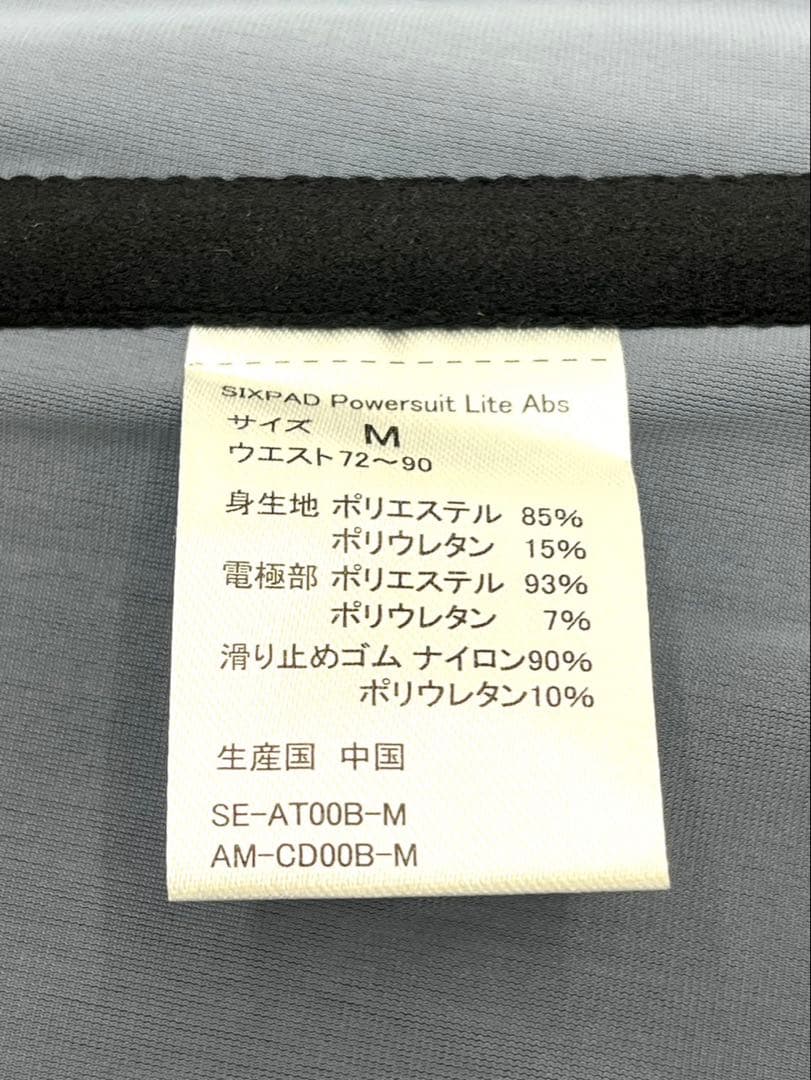 SIXPAD Powersuit Lite Abs
サイズ M
ウエスト72～90
身生地 ポリエステル 85%
ポリウレタン 15%
電極部 ポリエステル 93%
ポリウレタン 7%
滑り止めゴム ナイロン90%
ポリウレタン10%
生産国 中国
SE-AT00B-M
AM-CD00B-M